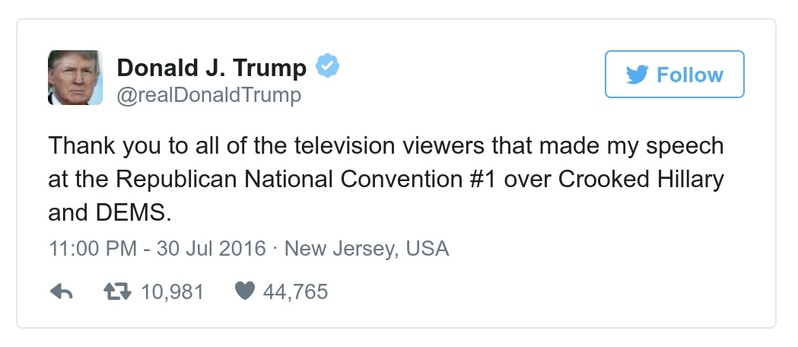 Donald J. Trump
@realDonaldTrump
Follow
Thank you to all of the television viewers that made my speech
at the Republican National Convention #1 over Crooked Hillary
and DEMS.
11:00 PM - 30 Jul 2016 · New Jersey, USA
10,981 44,765